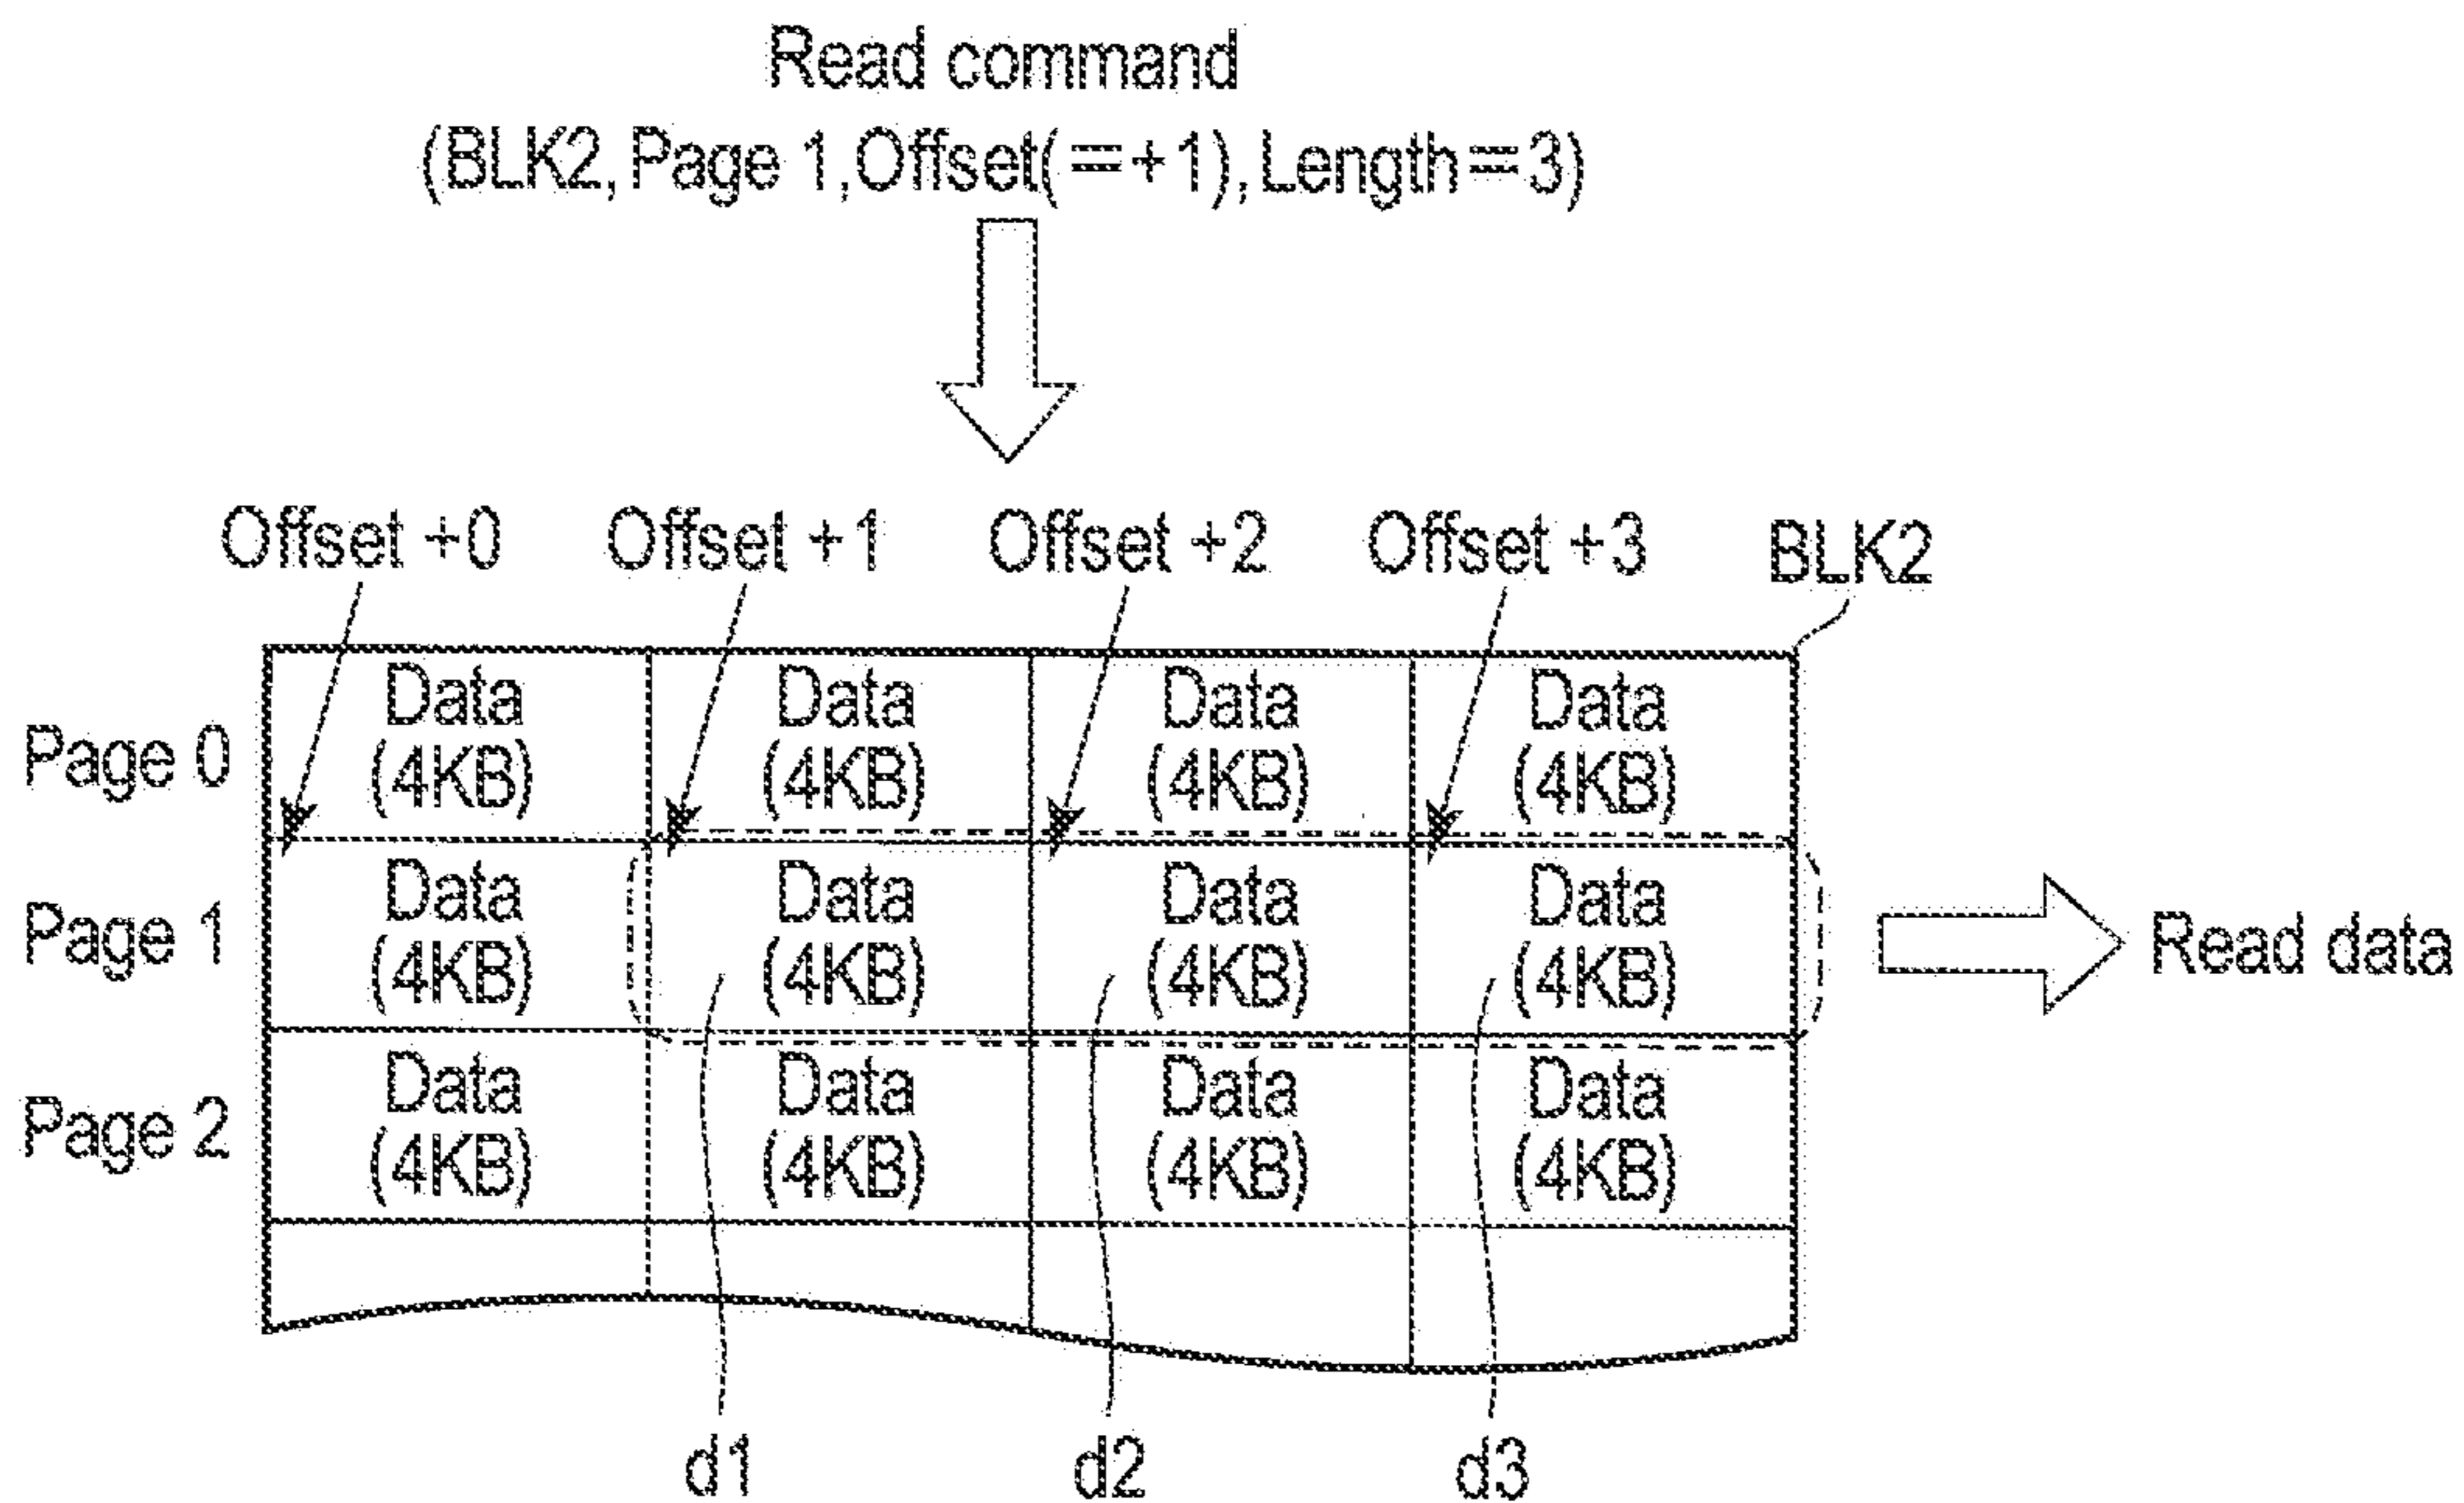 Read command
(BLK2, Page 1, Offset(=+1), Length=3)
Offset +0 Offset +1 Offset +2 Offset +3 BLK2
Data Data Data Data
Page 0
(4KB) (4KB) (4KB) (4KB)
Data Data Data Data
Page 1 Read data
(4KB) (4KB) (4KB) (4KB)
Data Data Data Data
Page 2
(4KB) (4KB) (4KB) (4KB)
d1 d2 d3